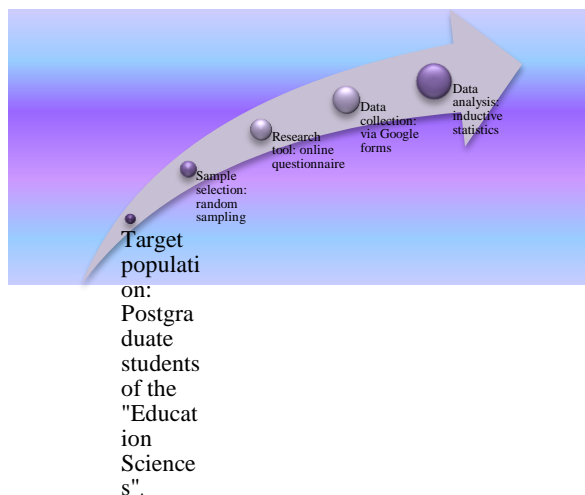 Target
populati
on:
Postgra
duate
students
of the
"Educat
ion
Science
s".
Sample
selection:
random
sampling
Research
tool: online
questionnaire
Data
collection:
via Google
forms
Data
analysis:
inductive
statistics